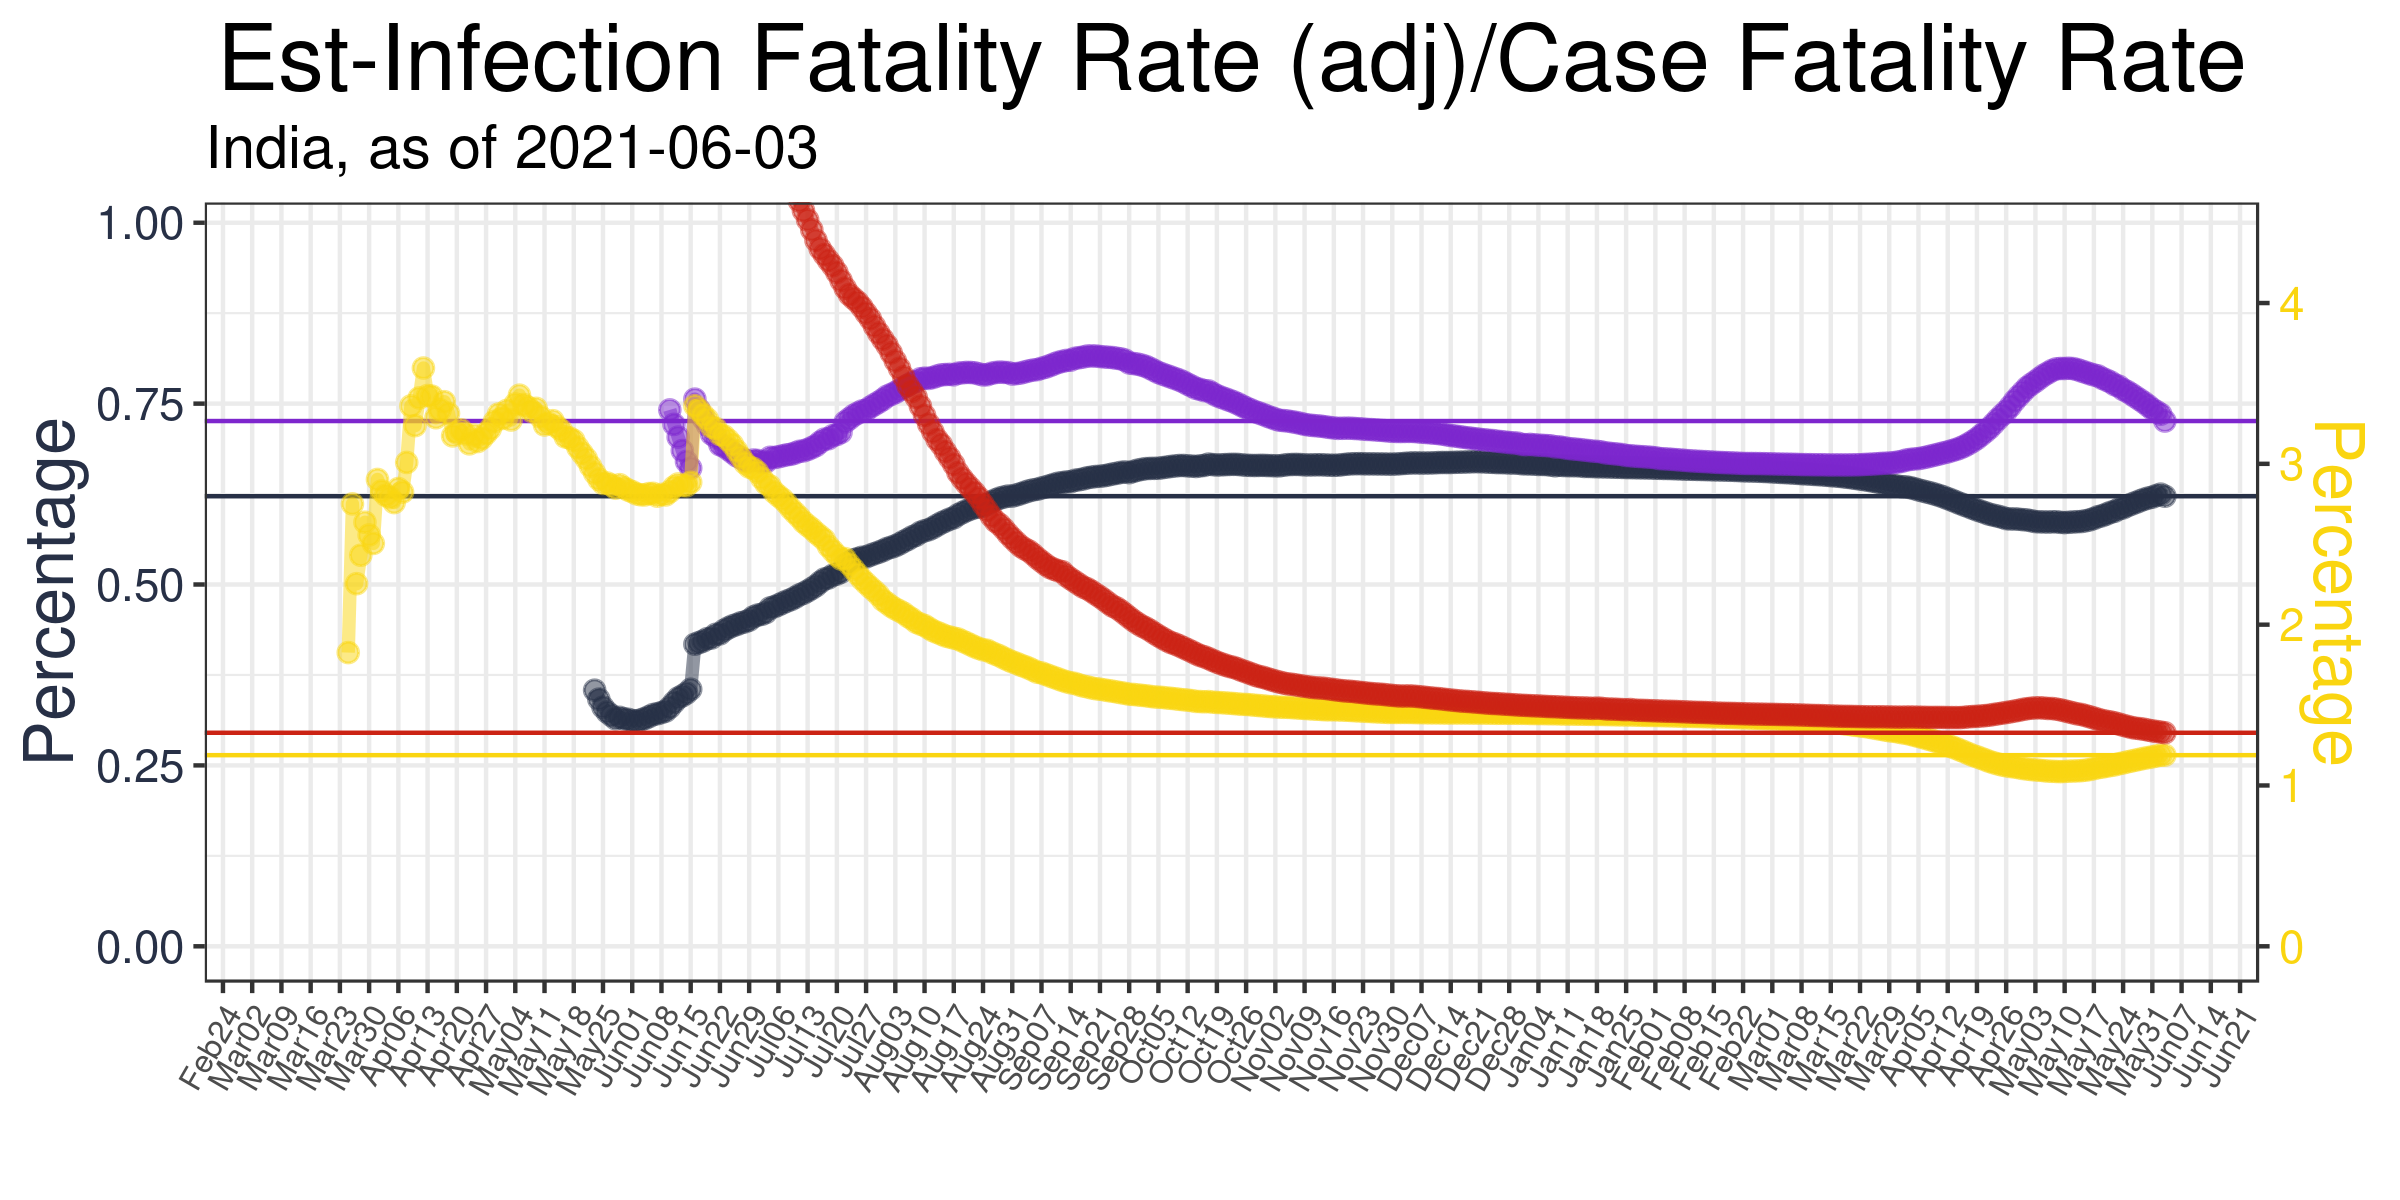 Est-Infection Fatality Rate (adj)/Case Fatality Rate
India, as of 2021-06-03
Percentage
1.00
0.75
0.50
0.25
0.00
4
3
2
1
0
Percentage
Feb24
Mar02
Mar09
Mar16
Mar23
Mar30
Apr06
Apr13
Apr20
Apr27
May04
May11
May18
May25
Jun01
Jun08
Jun15
Jun22
Jun29
Jul06
Jul13
Jul20
Jul27
Aug03
Aug10
Aug17
Aug24
Aug31
Sep07
Sep14
Sep21
Sep28
Oct05
Oct12
Oct19
Oct26
Nov02
Nov09
Nov16
Nov23
Nov30
Dec07
Dec14
Dec21
Dec28
Jan04
Jan11
Jan18
Jan25
Feb01
Feb08
Feb15
Feb22
Mar01
Mar08
Mar15
Mar22
Mar29
Apr05
Apr12
Apr19
Apr26
May03
May10
May17
May24
May31
Jun07
Jun14
Jun21